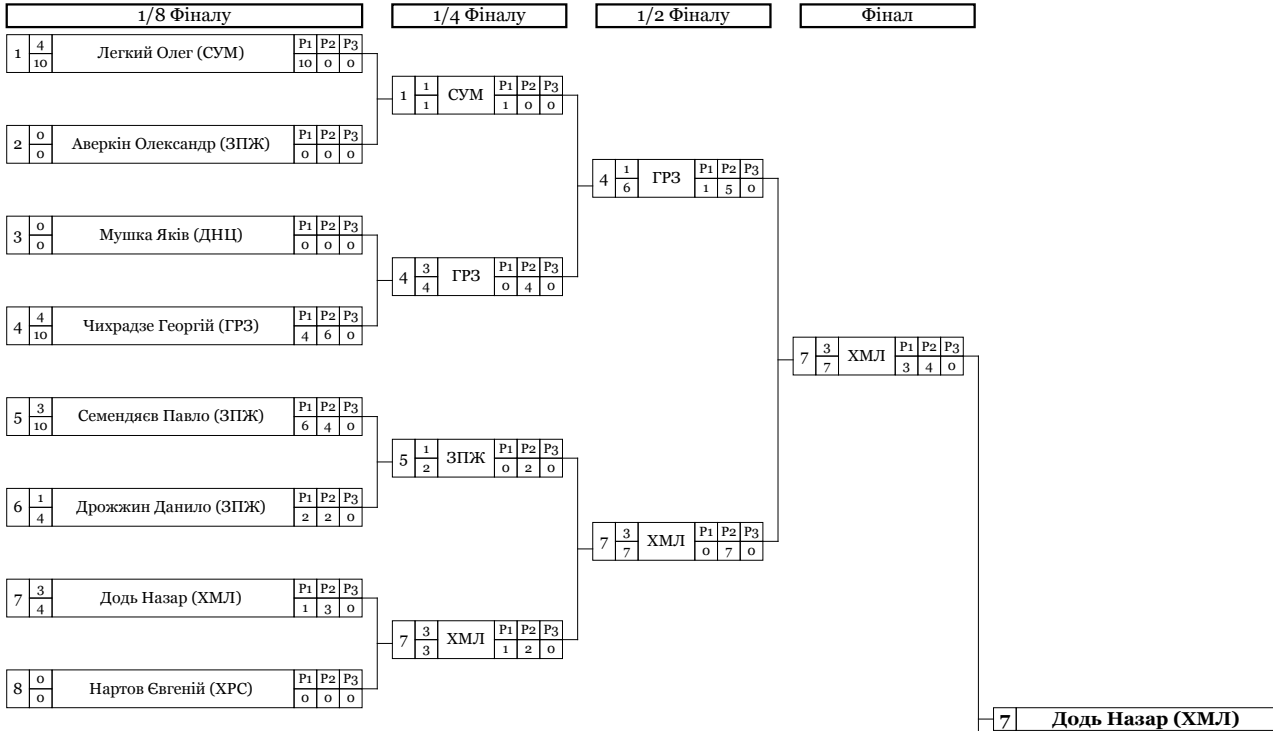 1/8 Фіналу 1/4 Фіналу 1/2 Фіналу Фінал
1 4 10 Легкий Олег (СУМ) P1 P2 P3 10 0 0
1 1 1 СУМ P1 P2 P3 1 0 0
2 0 0 Аверкін Олександр (ЗПЖ) P1 P2 P3 0 0 0
4 1 6 ГРЗ P1 P2 P3 1 5 0
3 0 0 Мушка Яків (ДНЦ) P1 P2 P3 0 0 0
4 3 4 ГРЗ P1 P2 P3 0 4 0
4 4 10 Чихрадзе Георгій (ГРЗ) P1 P2 P3 4 6 0
7 3 7 ХМЛ P1 P2 P3 3 4 0
5 3 10 Семендяєв Павло (ЗПЖ) P1 P2 P3 6 4 0
5 1 2 ЗПЖ P1 P2 P3 0 2 0
6 1 4 Дрожжин Данило (ЗПЖ) P1 P2 P3 2 2 0
7 3 7 ХМЛ P1 P2 P3 0 7 0
7 3 4 Додь Назар (ХМЛ) P1 P2 P3 1 3 0
7 3 3 ХМЛ P1 P2 P3 1 2 0
8 0 0 Нартов Євгеній (ХРС) P1 P2 P3 0 0 0
7 Додь Назар (ХМЛ)